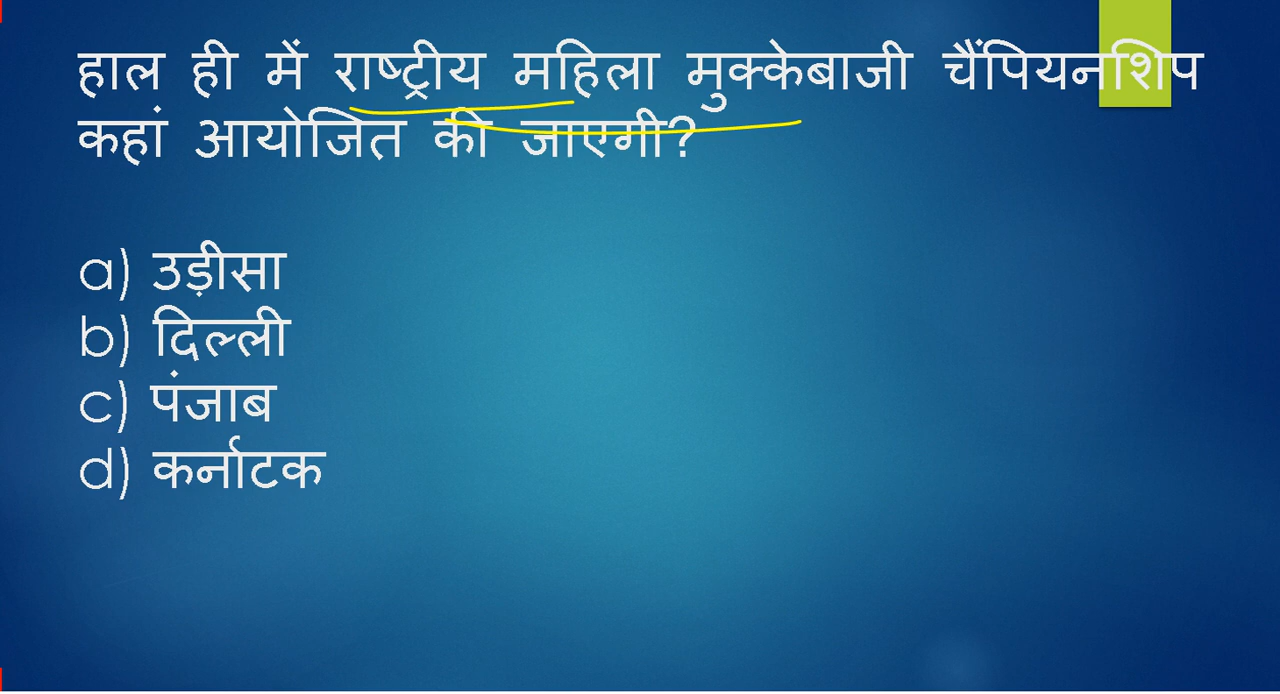 हाल ही में राष्ट्रीय महिला मुक्केबाजी चैंपियनशिप
कहां आयोजित की जाएगी?
a) उड़ीसा
b) दिल्ली
c) पंजाब
d) कर्नाटक